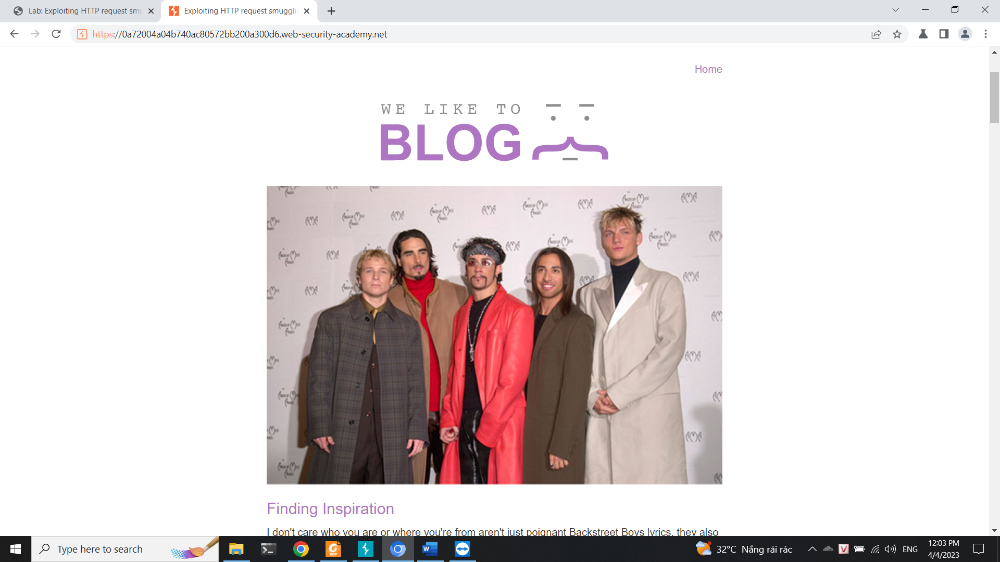 Lab: Exploiting HTTP request smu
Exploiting HTTP request smuggli
https://0a72004a04b740ac80572bb200a300d6.web-security-academy.net
Home
WE LIKE TO
BLOG
AMA
Finding Inspiration
I don't care who you are or where you're from aren't just poignant Backstreet Boys lyrics, they also
Type here to search
PDF
32°C Nắng rải rác
ENG
12:03 PM
4/4/2023